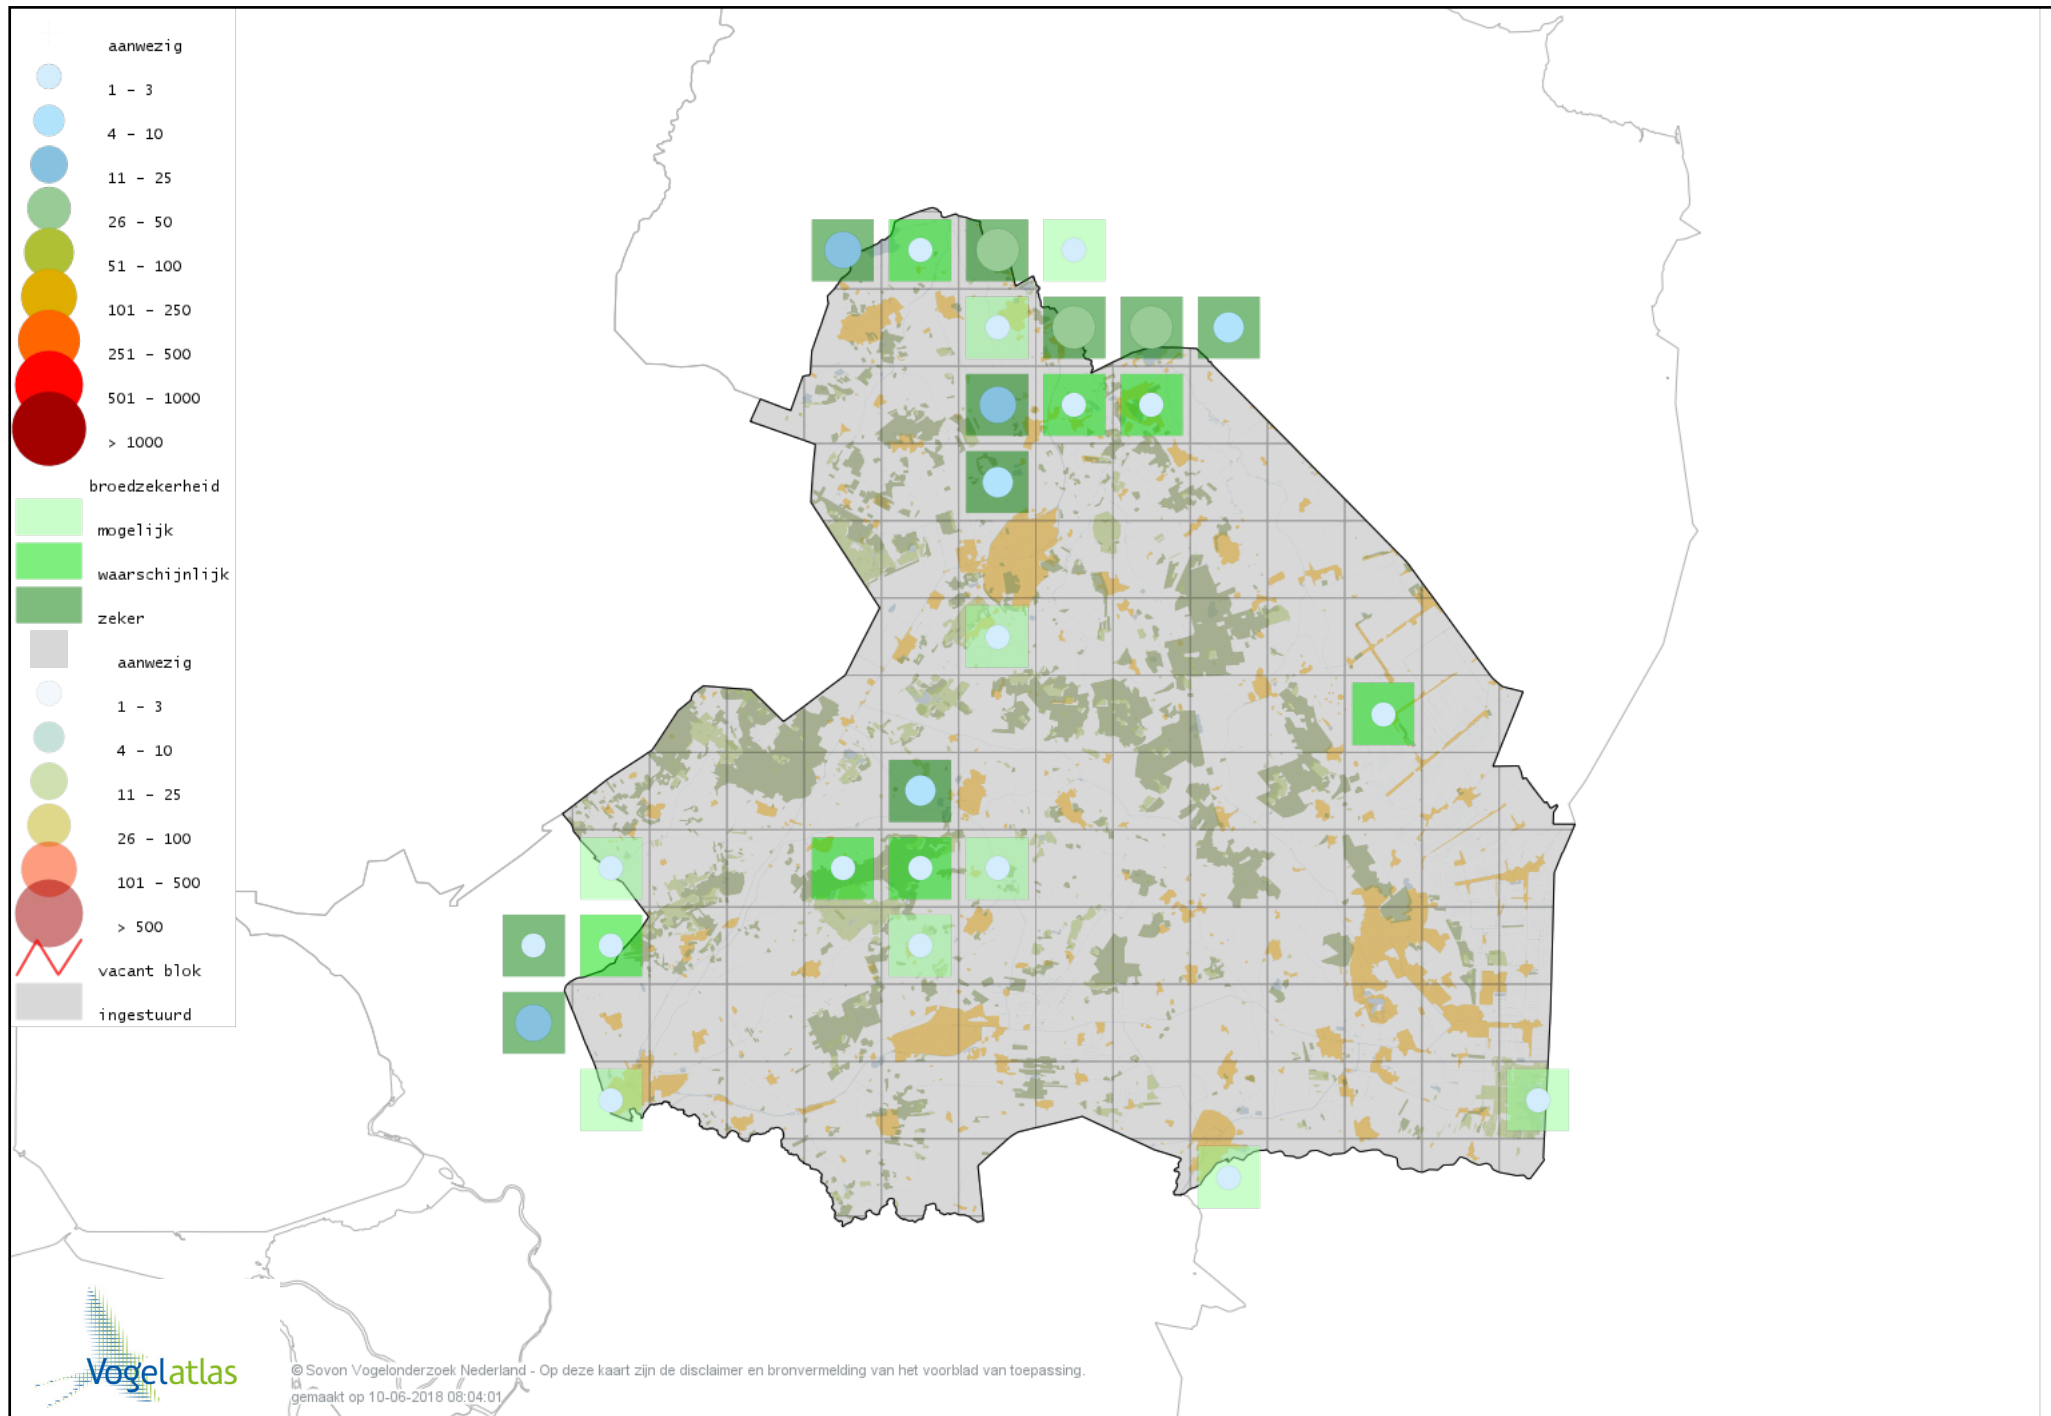 aanwezig
1 - 3
4 - 10
11 - 25
26 - 50
51 - 100
101 - 250
251 - 500
501 - 1000
> 1000
broedzekerheid
mogelijk
waarschijnlijk
zeker
aanwezig
1 - 3
4 - 10
11 - 25
26 - 100
101 - 500
> 500
vacant blok
ingestuurd
Vogelatlas
© Sovon Vogelonderzoek Nederland - Op deze kaart zijn de disclaimer en bronvermelding van het voorblad van toepassing.
gemaakt op 10-06-2018 08:04:01